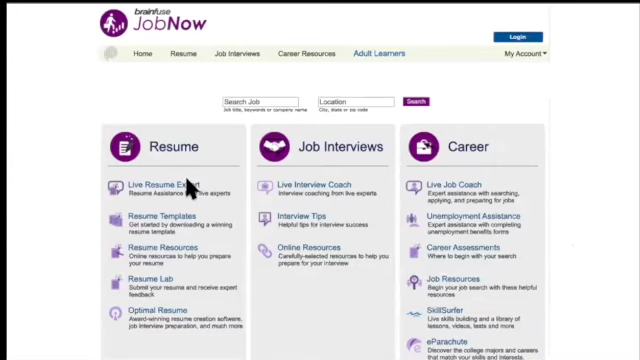 brainfuse
JobNow
Login
Home Resume Job Interviews Career Resources Adult Learners My Account
Search Job Location Search
Job title, keywords or company name City, state or zip code
Resume
Live Resume Expert
Resume Assistance from live experts
Resume Templates
Get started by downloading a winning
resume template
Resume Resources
Online resources to help you prepare
your resume
Resume Lab
Submit your resume and receive expert
feedback
Optimal Resume
Award-winning resume creation software,
job interview preparation, and much more
Job Interviews
Live Interview Coach
Interview coaching from live experts
Interview Tips
Helpful tips for interview success
Online Resources
Carefully-selected resources to help you
prepare for your interview
Career
Live Job Coach
Expert assistance with searching,
applying, and preparing for jobs
Unemployment Assistance
Expert assistance with completing
unemployment benefits forms
Career Assessments
Where to begin with your search
Job Resources
Begin your job search with these helpful
resources
SkillSurfer
Live skills building and a library of
lessons, videos, tests and more
eParachute
Discover the college majors and careers
that match your skills and interests.